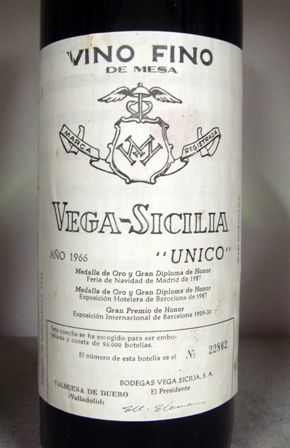 VINO FINO
DE MESA
MARCA REGISTRADA
VEGA-SICILIA
AÑO 1966 "UNICO"
Medalla de Oro y Gran Diploma de Honor
Feria de Navidad de Madrid de 1927
Medalla de Oro y Gran Diploma de Honor
Exposición Hotelera de Barcelona de 1927
Gran Premio de Honor
Exposición Internacional de Barcelona 1929-30
Esta cosecha se ha escogido para ser embo-
tellada y consta de 96.000 botellas.
El número de esta botella es el Nº 22862
BODEGAS VEGA SICILIA, S. A.
VALBUENA DE DUERO El Presidente
(Valladolid)